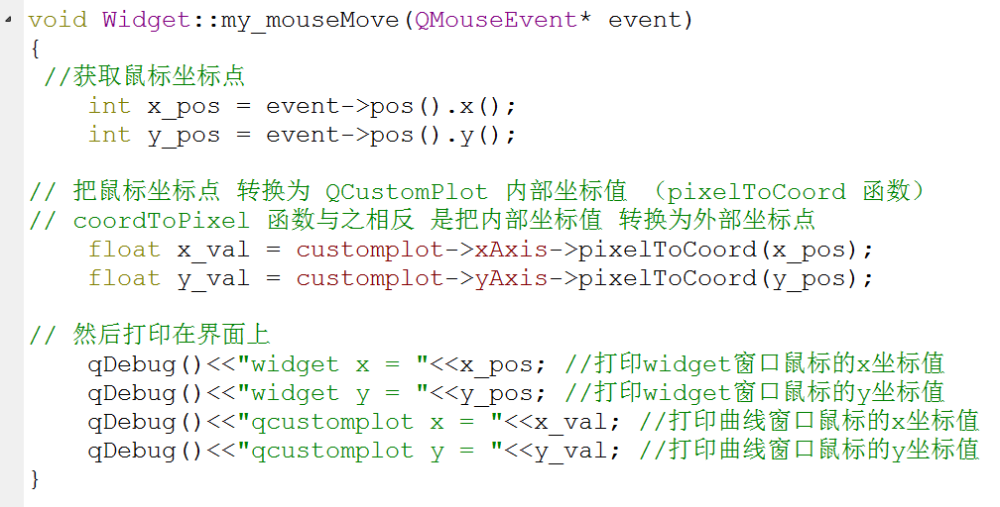 void Widget::my_mouseMove(QMouseEvent* event)
{
//获取鼠标坐标点
int x_pos = event->pos().x();
int y_pos = event->pos().y();
// 把鼠标坐标点 转换为 QCustomPlot 内部坐标值 （pixelToCoord 函数）
// coordToPixel 函数与之相反 是把内部坐标值 转换为外部坐标点
float x_val = customplot->xAxis->pixelToCoord(x_pos);
float y_val = customplot->yAxis->pixelToCoord(y_pos);
// 然后打印在界面上
qDebug()<<"widget x = "<<x_pos; //打印widget窗口鼠标的x坐标值
qDebug()<<"widget y = "<<y_pos; //打印widget窗口鼠标的y坐标值
qDebug()<<"qcustomplot x = "<<x_val; //打印曲线窗口鼠标的x坐标值
qDebug()<<"qcustomplot y = "<<y_val; //打印曲线窗口鼠标的y坐标值
}